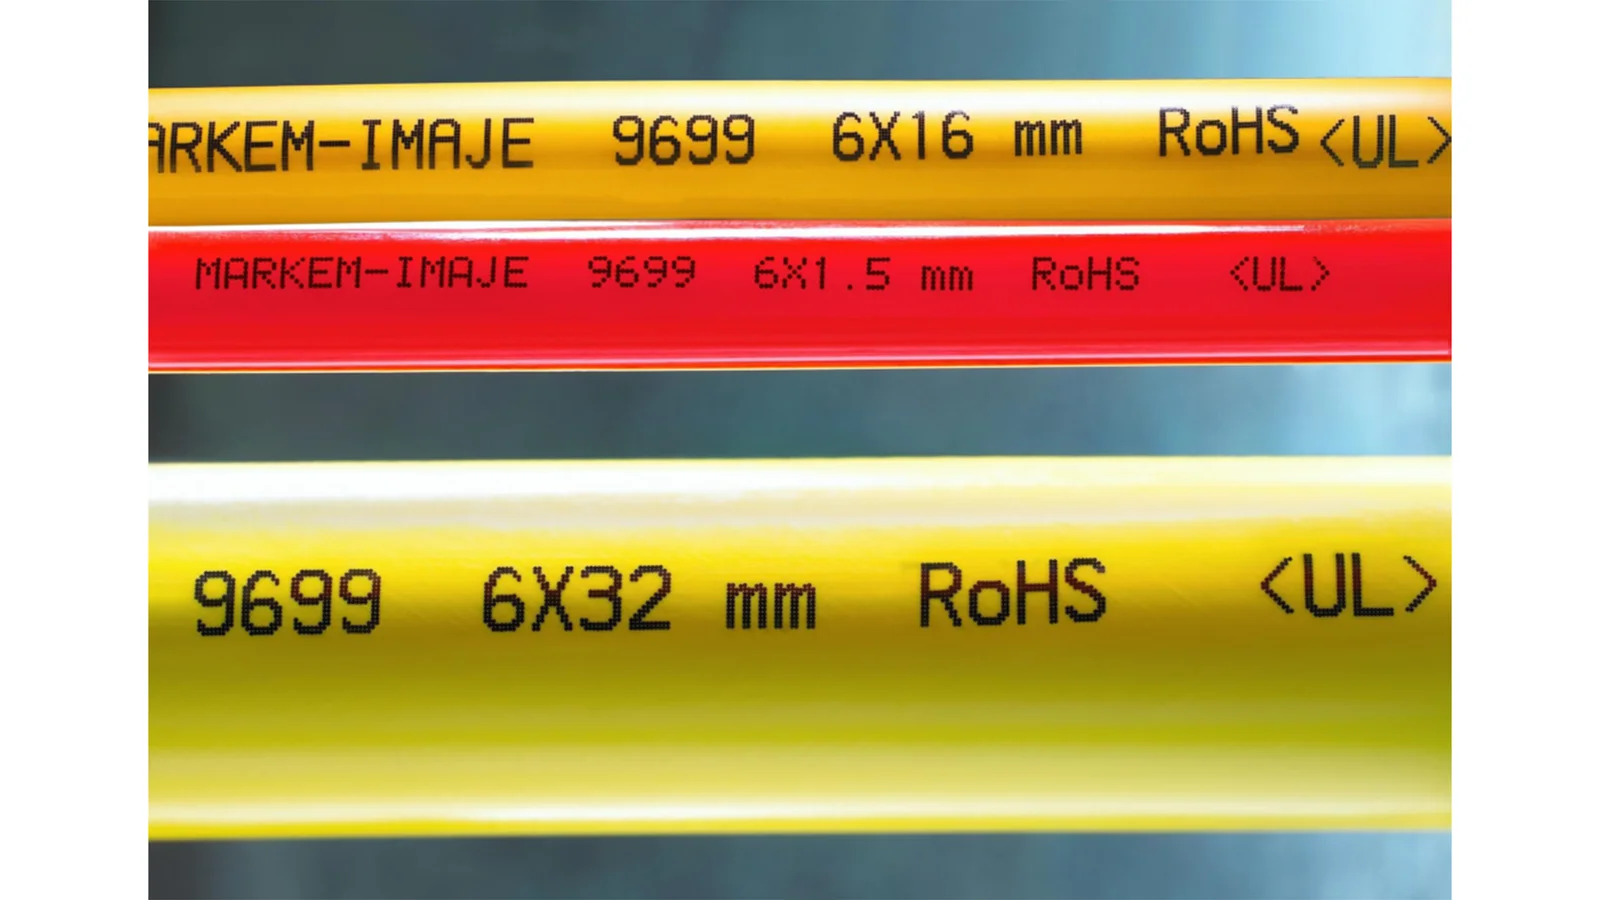 ARKEM-IMAJE 9699 6X16 mm RoHS <UL>
MARKEM-IMAJE 9699 6X1.5 mm RoHS <UL>
9699 6X32 mm RoHS <UL>